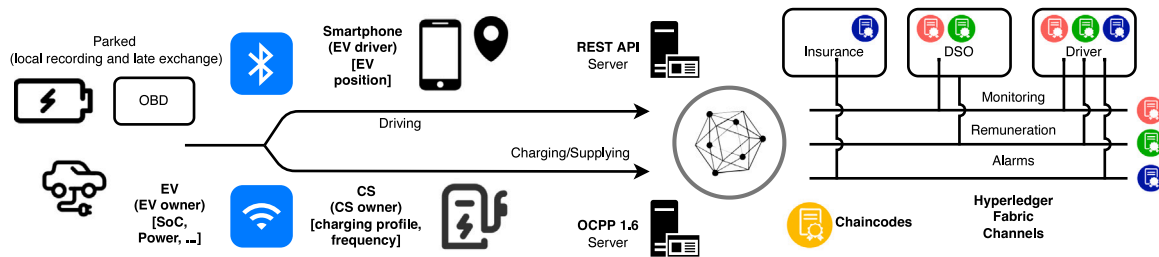 Parked
(local recording and late exchange)
OBD
EV
(EV owner)
[SoC,
Power, ...]
Smartphone
(EV driver)
[EV
position]
Driving
Charging/Supplying
CS
(CS owner)
[charging profile,
frequency]
REST API
Server
OCPP 1.6
Server
Insurance
DSO
Driver
Monitoring
Remuneration
Alarms
Chaincodes
Hyperledger
Fabric
Channels